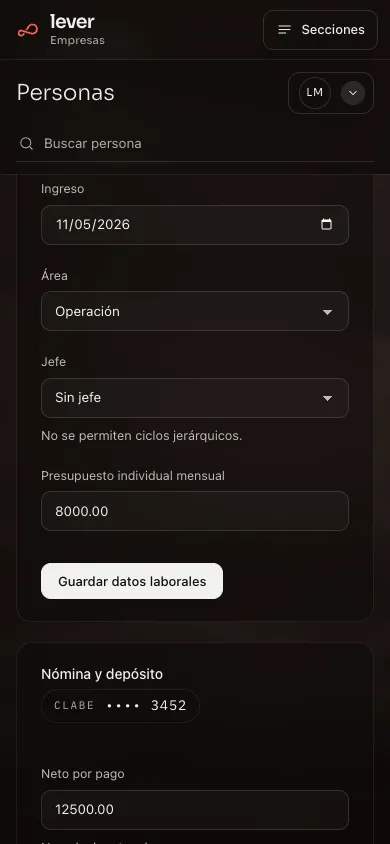 lever
Empresas
Secciones
Personas
LM
Buscar persona
Ingreso
11/05/2026
Área
Operación
Jefe
Sin jefe
No se permiten ciclos jerárquicos.
Presupuesto individual mensual
8000.00
Guardar datos laborales
Nómina y depósito
CLABE •••• 3452
Neto por pago
12500.00